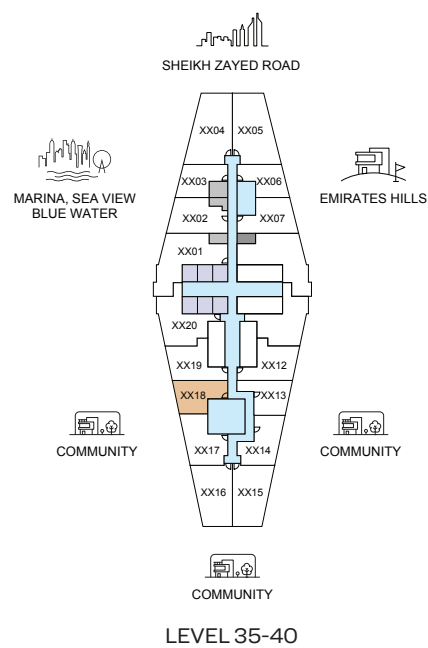 SHEIKH ZAYED ROAD
XX04 XX05
MARINA, SEA VIEW
BLUE WATER
XX03 XX06
EMIRATES HILLS
XX02 XX07
XX01
XX20
XX19 XX12
XX18 XX13
COMMUNITY
XX17 XX14
COMMUNITY
XX16 XX15
COMMUNITY
LEVEL 35-40